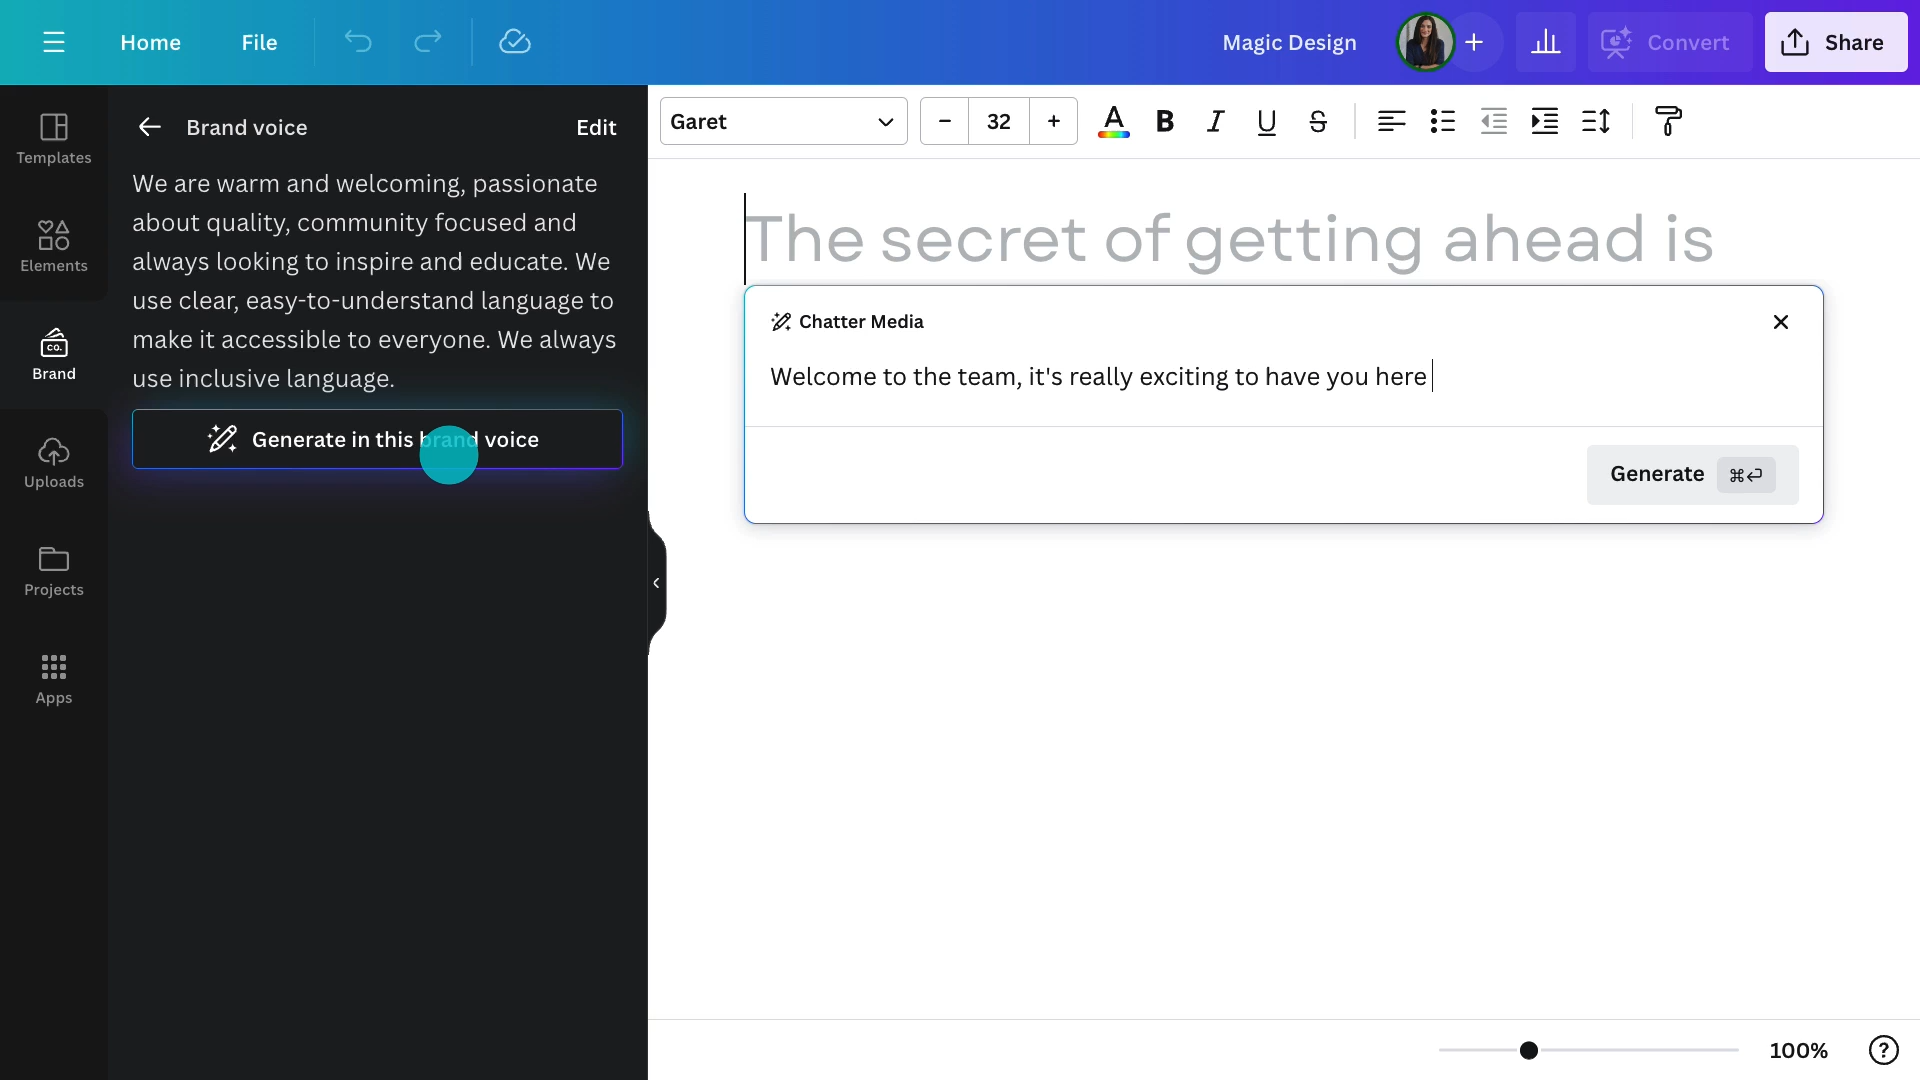 Home
File
Magic Design
Convert
Share
Templates
Elements
co.
Brand
Uploads
Projects
Apps
Brand voice
Edit
We are warm and welcoming, passionate
about quality, community focused and
always looking to inspire and educate. We
use clear, easy-to-understand language to
make it accessible to everyone. We always
use inclusive language.
Generate in this brand voice
Garet
32
A B I U S
The secret of getting ahead is
Chatter Media
Welcome to the team, it's really exciting to have you here
Generate ⌘↩
100%
?